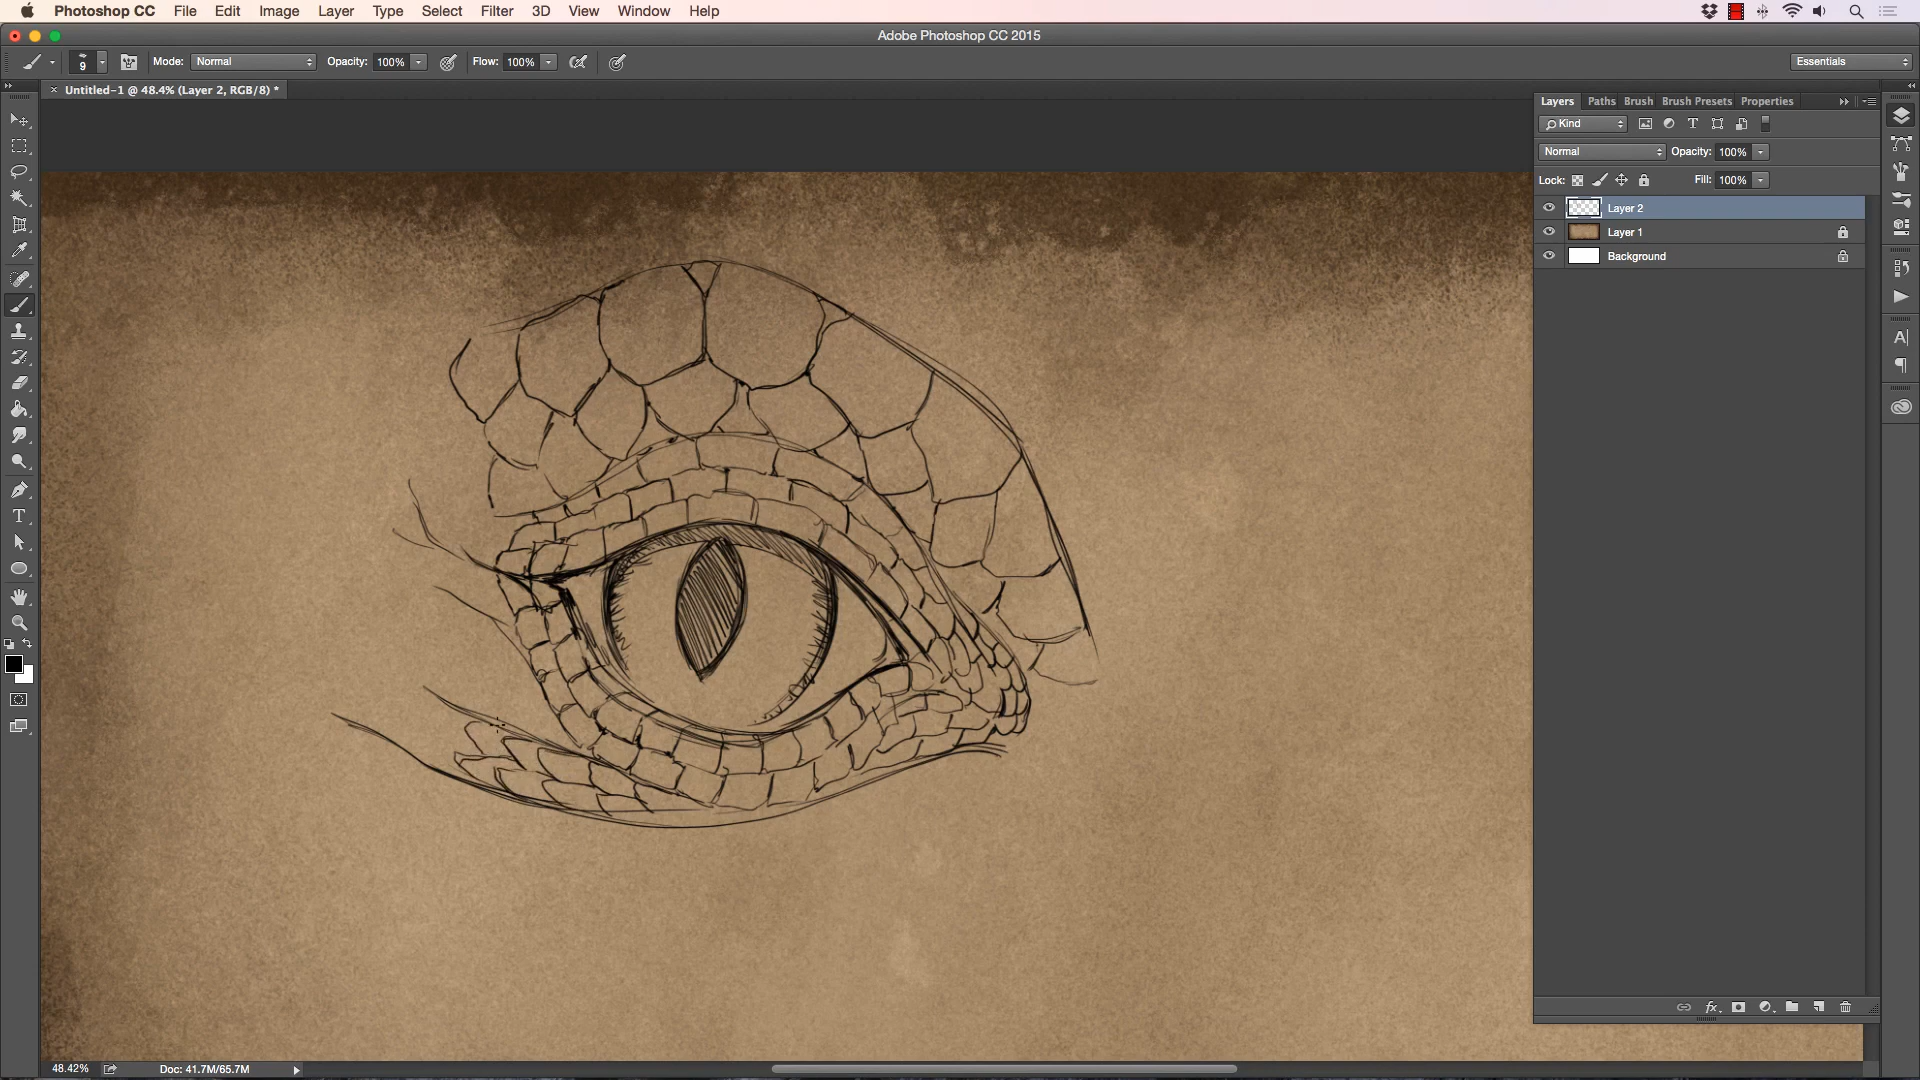 Photoshop CC File Edit Image Layer Type Select Filter 3D View Window Help
Adobe Photoshop CC 2015
9 Mode: Normal Opacity: 100% Flow: 100% Essentials
× Untitled-1 @ 48.4% (Layer 2, RGB/8) *
Layers Paths Brush Brush Presets Properties
Kind
Normal Opacity: 100%
Lock: Fill: 100%
Layer 2
Layer 1
Background
48.42% Doc: 41.7M/65.7M